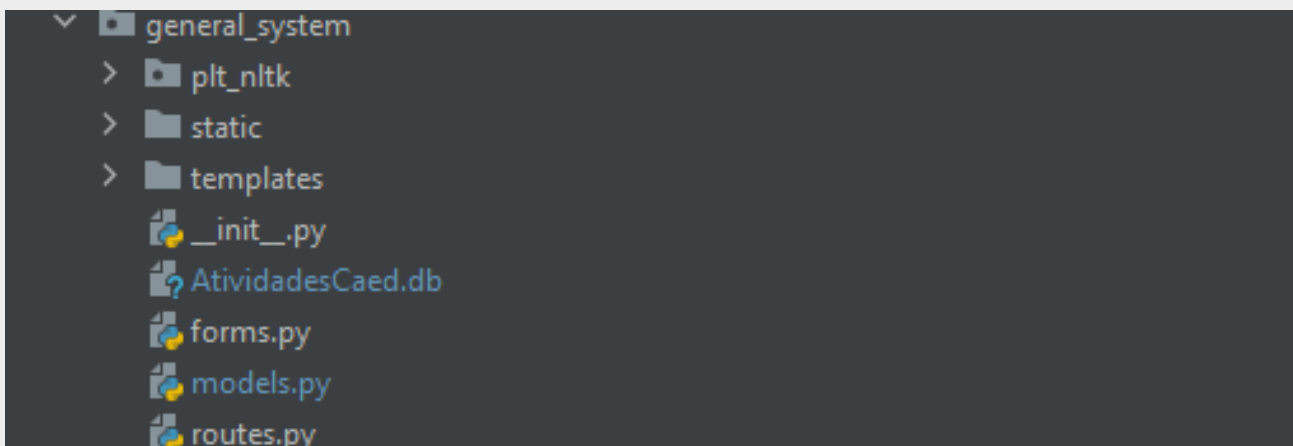 general_system
plt_nltk
static
templates
__init__.py
AtividadesCaed.db
forms.py
models.py
routes.py